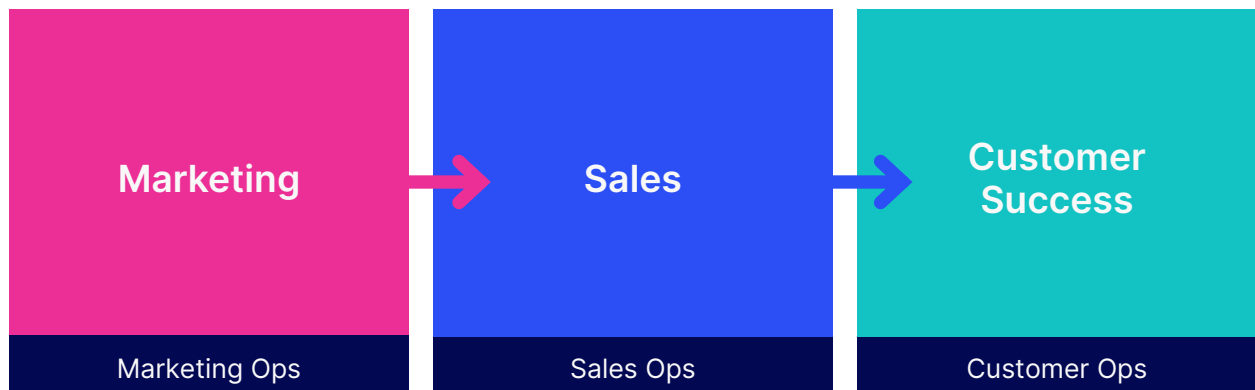 Marketing
Sales
Customer
Success
Marketing Ops
Sales Ops
Customer Ops